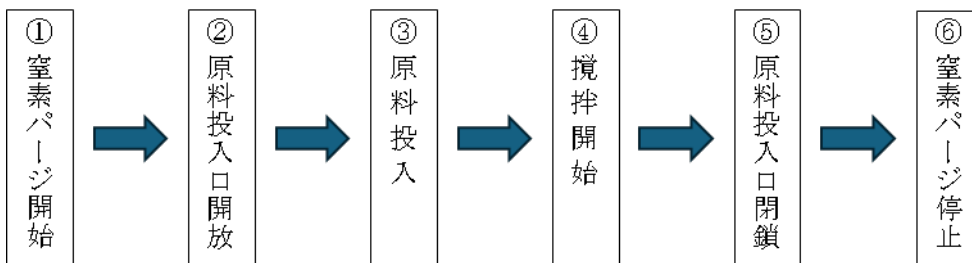 ①窒素パージ開始
②原料投入口開放
③原料投入
④撹拌開始
⑤原料投入口閉鎖
⑥窒素パージ停止